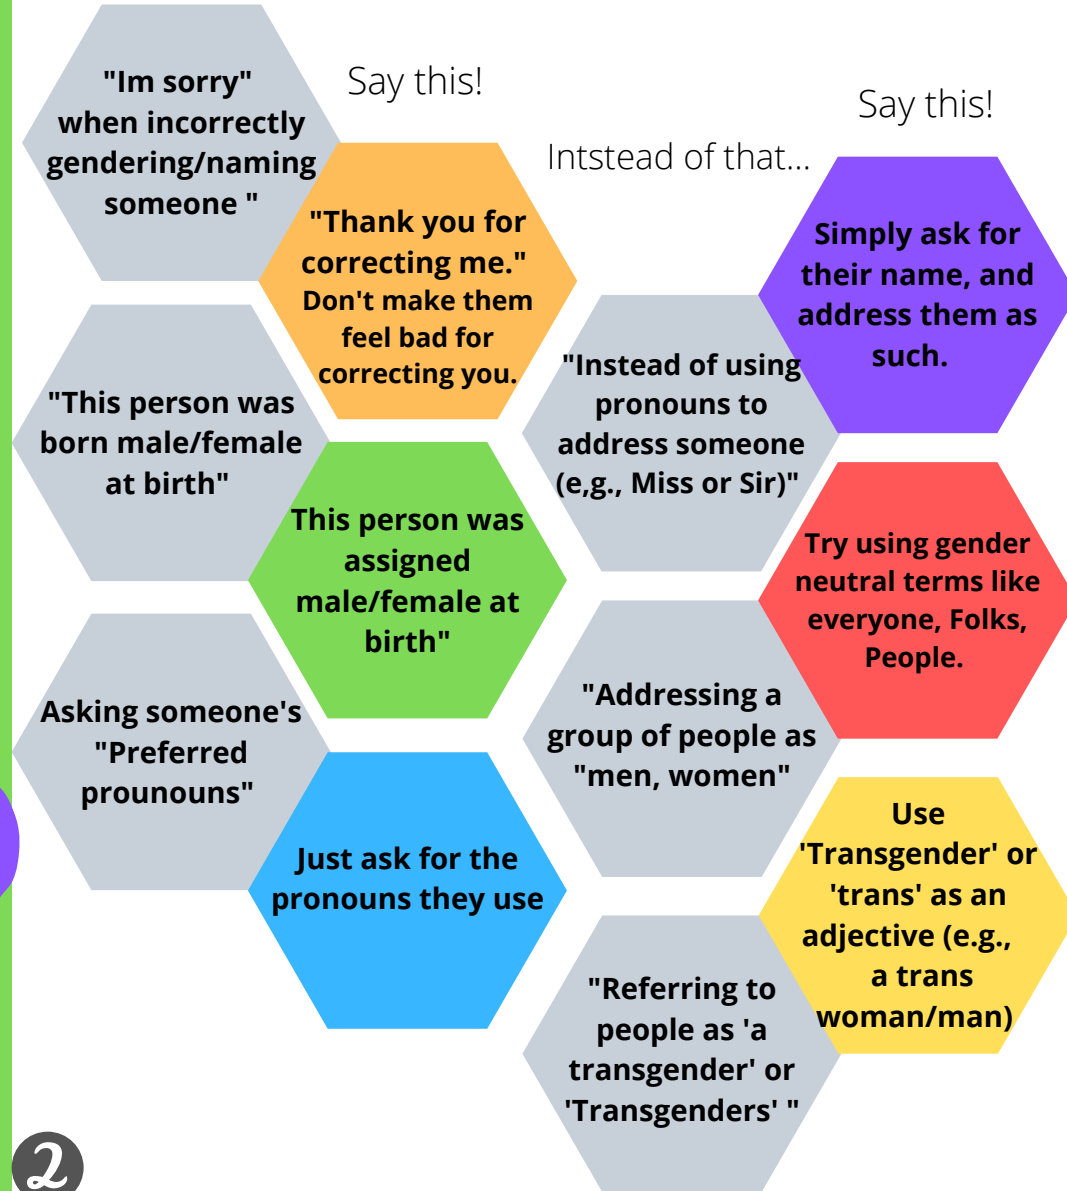 "Im sorry"
when incorrectly
gendering/naming
someone "
Say this!
"Thank you for
correcting me."
Don't make them
feel bad for
correcting you.
"This person was
born male/female
at birth"
This person was
assigned
male/female at
birth"
Asking someone's
"Preferred
prounouns"
Just ask for the
pronouns they use
Intstead of that...
Say this!
"Instead of using
pronouns to
address someone
(e,g., Miss or Sir)"
Simply ask for
their name, and
address them as
such.
"Addressing a
group of people as
"men, women"
Try using gender
neutral terms like
everyone, Folks,
People.
"Referring to
people as 'a
transgender' or
'Transgenders' "
Use
'Transgender' or
'trans' as an
adjective (e.g.,
a trans
woman/man)
2